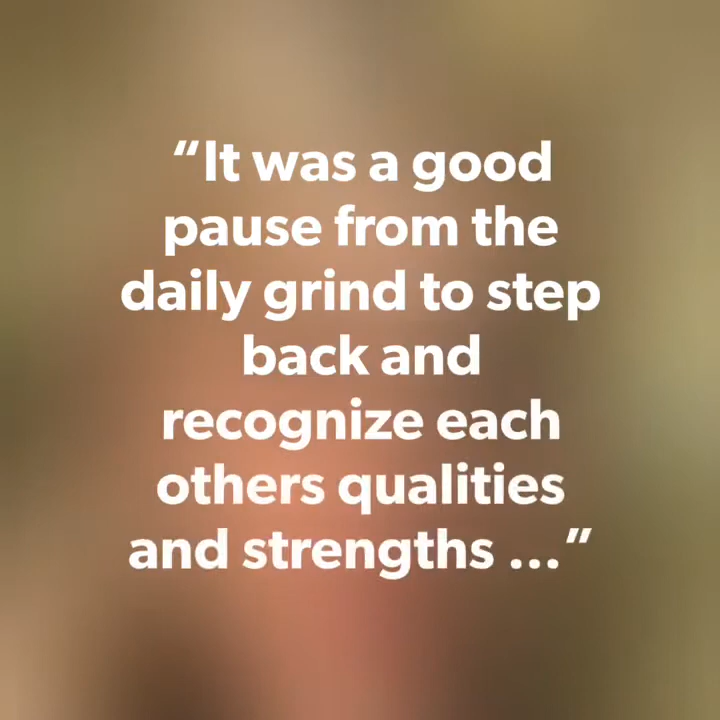 “It was a good
pause from the
daily grind to step
back and
recognize each
others qualities
and strengths ...”